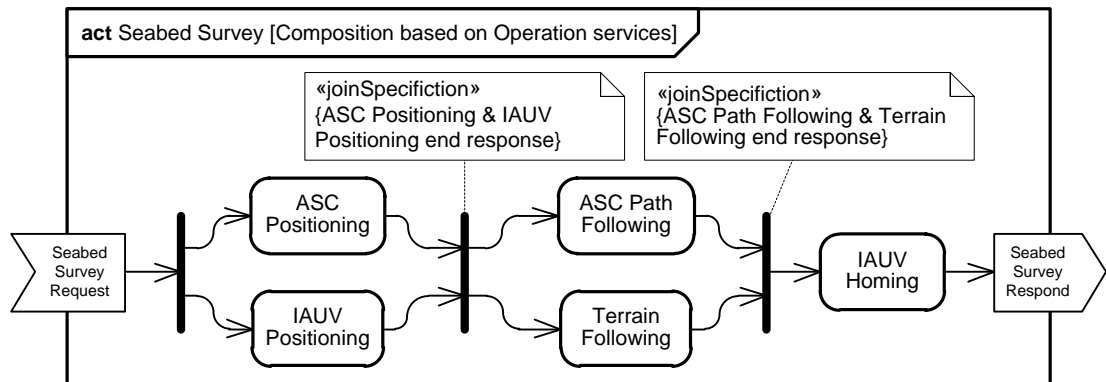 act Seabed Survey [Composition based on Operation services]
«joinSpecifiction»
{ASC Positioning & IAUV
Positioning end response}
«joinSpecifiction»
{ASC Path Following & Terrain
Following end response}
Seabed
Survey
Request
ASC
Positioning
IAUV
Positioning
ASC Path
Following
Terrain
Following
IAUV
Homing
Seabed
Survey
Respond